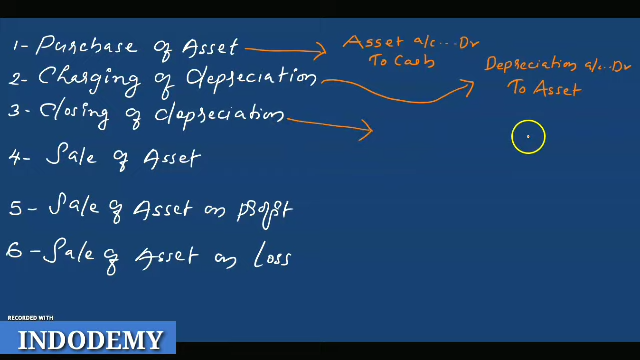 1- Purchase of Asset
Asset a/c... Dr
To Cash
2- Charging of depreciation
Depreciation a/c... Dr
To Asset
3- Closing of depreciation
4- Sale of Asset
5- Sale of Asset on profit
6- Sale of Asset on Loss
RECORDED WITH
INDODEMY